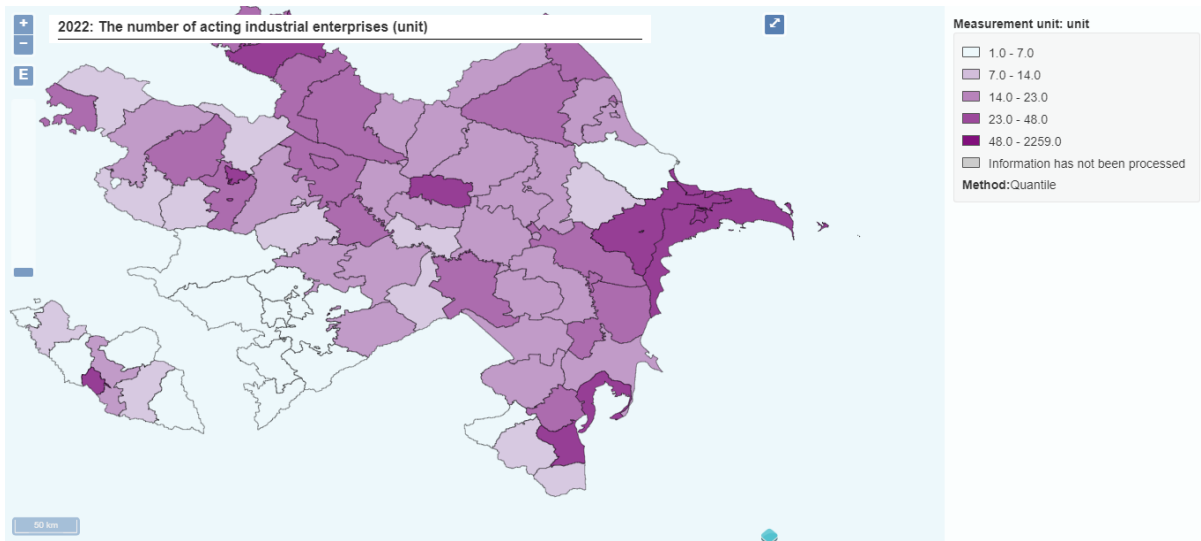 +
2022: The number of acting industrial enterprises (unit)
−
E
50 km
Measurement unit: unit
1.0 - 7.0
7.0 - 14.0
14.0 - 23.0
23.0 - 48.0
48.0 - 2259.0
Information has not been processed
Method:Quantile